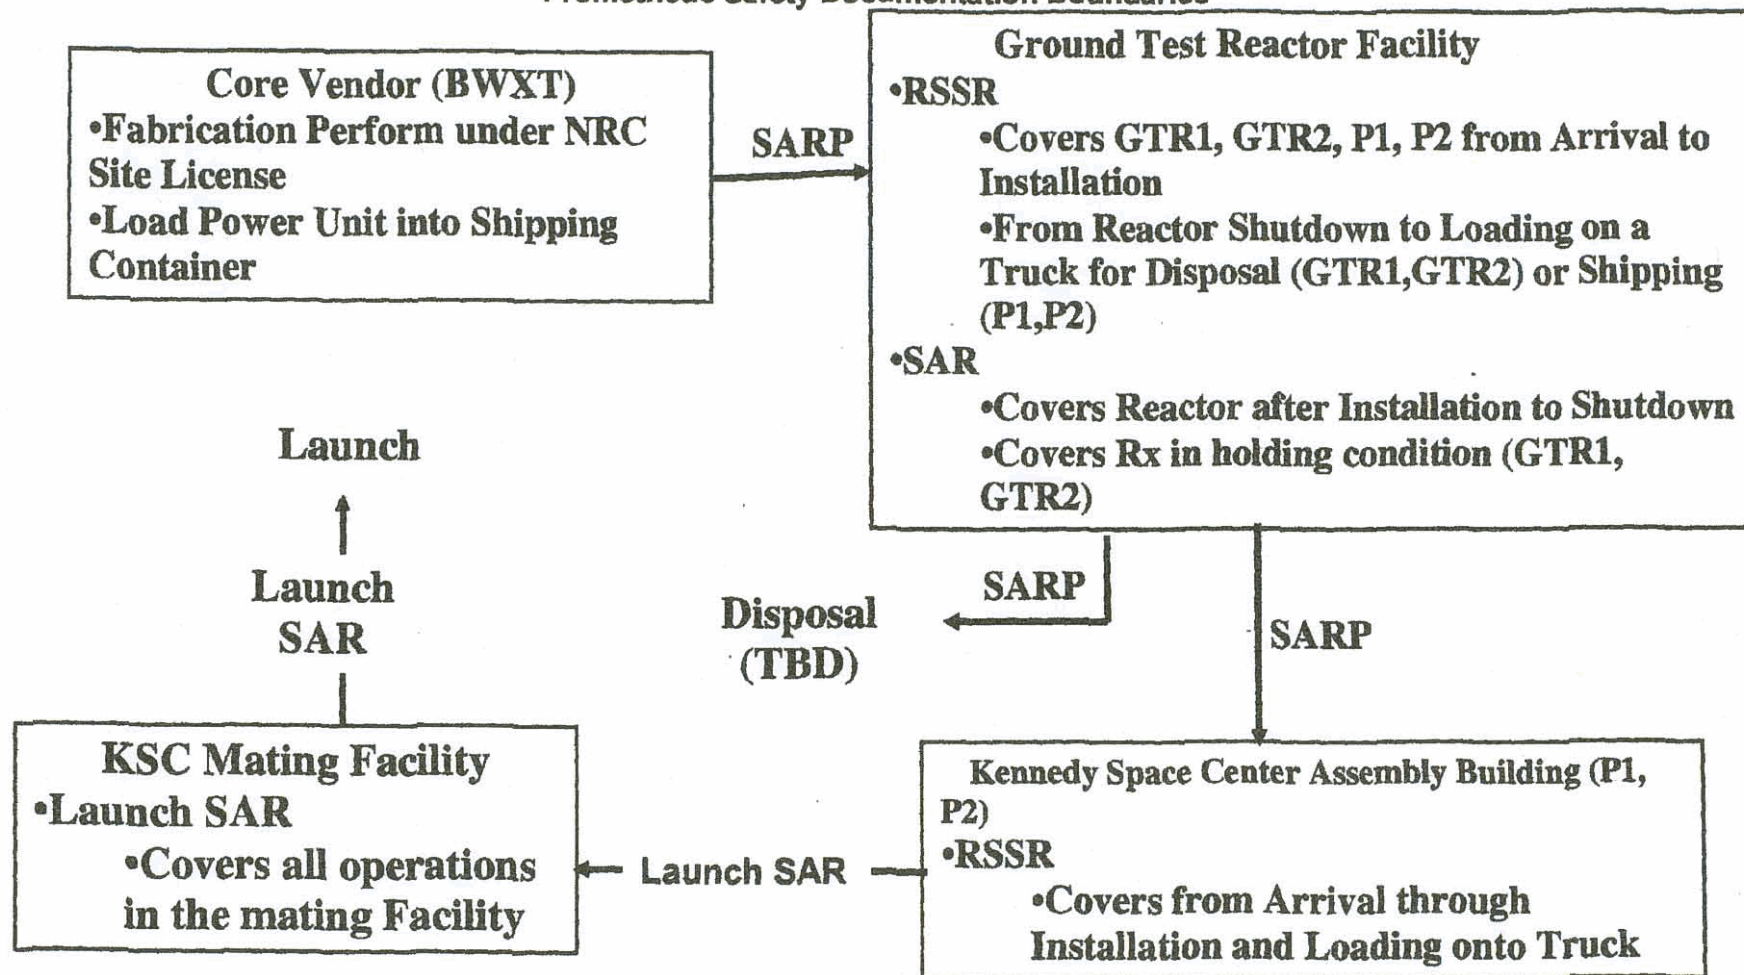 Prometheus Safety Documentation Boundaries
Core Vendor (BWXT)
•Fabrication Perform under NRC
Site License
•Load Power Unit into Shipping
Container
SARP
Ground Test Reactor Facility
•RSSR
•Covers GTR1, GTR2, P1, P2 from Arrival to
Installation
•From Reactor Shutdown to Loading on a
Truck for Disposal (GTR1,GTR2) or Shipping
(P1,P2)
•SAR
•Covers Reactor after Installation to Shutdown
•Covers Rx in holding condition (GTR1,
GTR2)
Launch
Launch
SAR
Disposal
(TBD)
SARP
SARP
KSC Mating Facility
•Launch SAR
•Covers all operations
in the mating Facility
Launch SAR
Kennedy Space Center Assembly Building (P1,
P2)
•RSSR
•Covers from Arrival through
Installation and Loading onto Truck